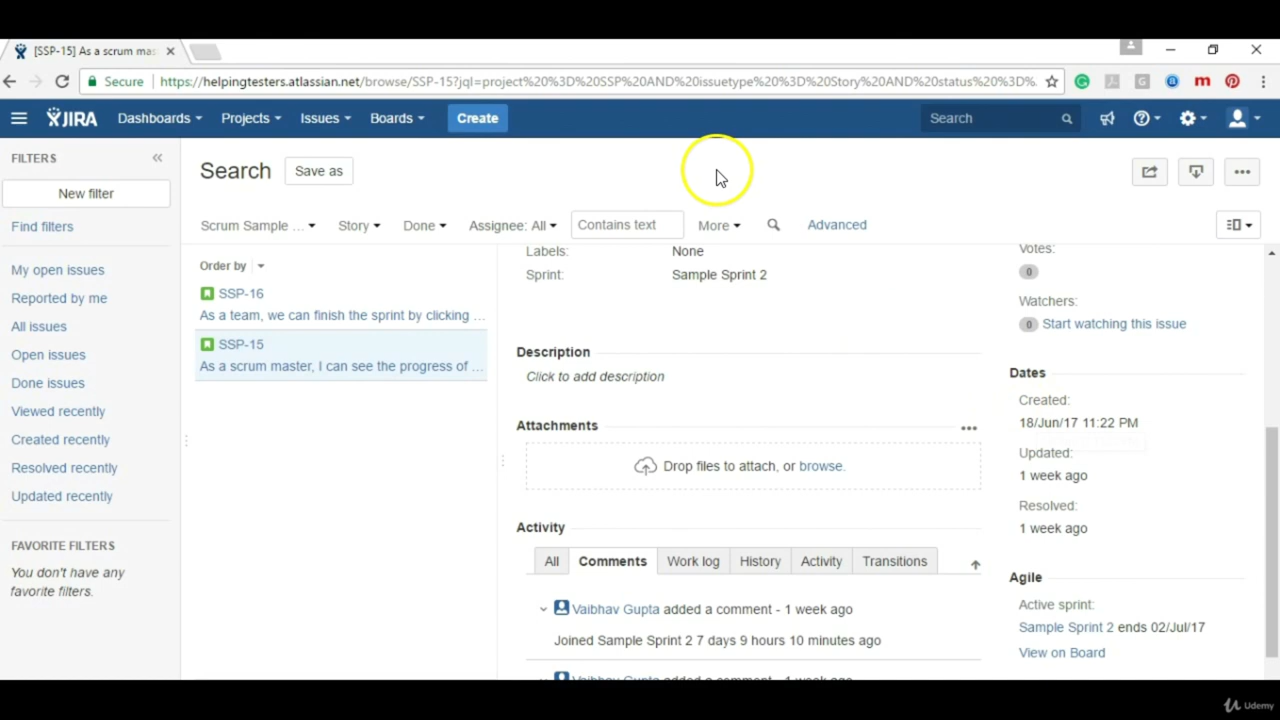 [SSP-15] As a scrum mas
Secure
https://helpingtesters.atlassian.net/browse/SSP-15?jql=project%20%3D%20SSP%20AND%20issuetype%20%3D%20Story%20AND%20status%20%3D%
JIRA
Dashboards
Projects
Issues
Boards
Create
Search
FILTERS
New filter
Find filters
My open issues
Reported by me
All issues
Open issues
Done issues
Viewed recently
Created recently
Resolved recently
Updated recently
FAVORITE FILTERS
You don't have any
favorite filters.
Search
Save as
Scrum Sample ...
Story
Done
Assignee: All
Contains text
More
Advanced
Order by
SSP-16
As a team, we can finish the sprint by clicking ...
SSP-15
As a scrum master, I can see the progress of ...
Labels:
None
Sprint:
Sample Sprint 2
Description
Click to add description
Attachments
Drop files to attach, or browse.
Activity
All
Comments
Work log
History
Activity
Transitions
Vaibhav Gupta added a comment - 1 week ago
Joined Sample Sprint 2 7 days 9 hours 10 minutes ago
Vaibhav Gupta added a comment - 1 week ago
Votes:
0
Watchers:
0 Start watching this issue
Dates
Created:
18/Jun/17 11:22 PM
Updated:
1 week ago
Resolved:
1 week ago
Agile
Active sprint:
Sample Sprint 2 ends 02/Jul/17
View on Board
Udemy